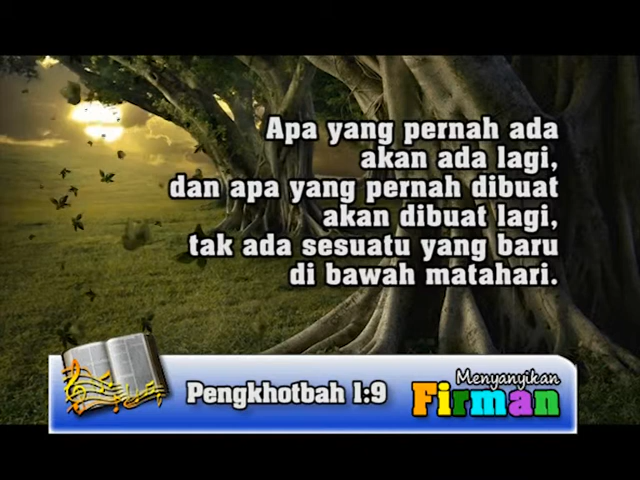 Apa yang pernah ada
akan ada lagi,
dan apa yang pernah dibuat
akan dibuat lagi,
tak ada sesuatu yang baru
di bawah matahari.
Pengkhotbah 1:9
Menyanyikan
Firman